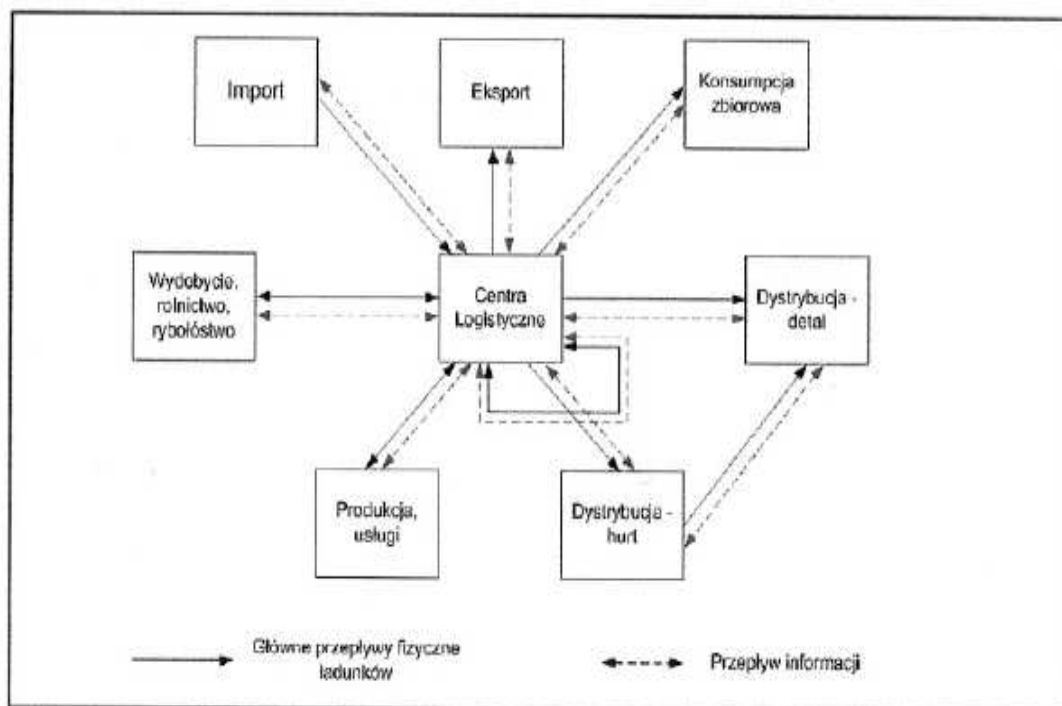 Import
Eksport
Konsumpcja
zbiorowa
Wydobycie,
rolnictwo,
rybołóstwo
Centra
Logistyczne
Dystrybucja -
detal
Produkcja,
usługi
Dystrybucja -
hurt
Główne przepływy fizyczne
ładunków
Przepływ informacji